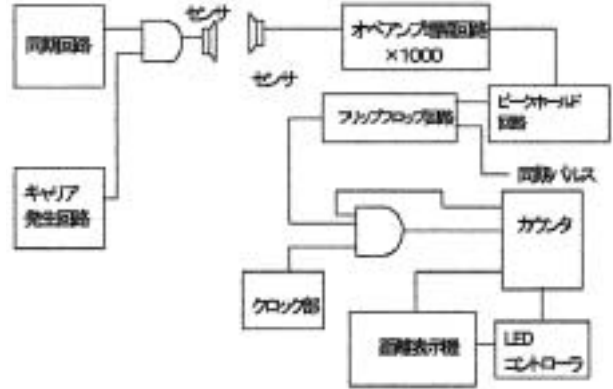 センサ
同期回路
オペアンプ増幅回路
×1000
センサ
ピークホールド
回路
フリップフロップ回路
同期パルス
キャリア
発生回路
カウンタ
クロック部
距離表示機
LED
コントローラ